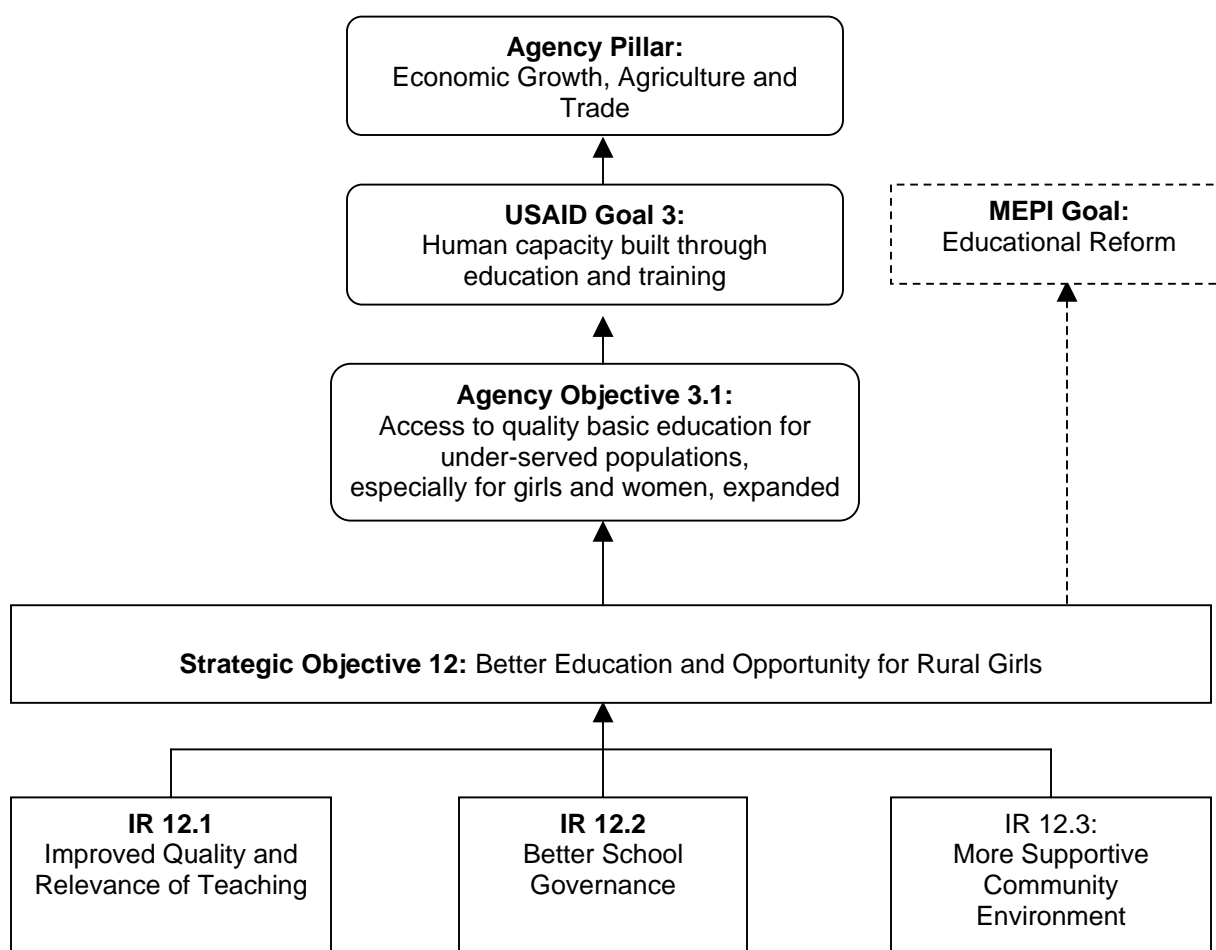 Agency Pillar:
Economic Growth, Agriculture and
Trade
USAID Goal 3:
Human capacity built through
education and training
MEPI Goal:
Educational Reform
Agency Objective 3.1:
Access to quality basic education for
under-served populations,
especially for girls and women, expanded
Strategic Objective 12: Better Education and Opportunity for Rural Girls
IR 12.1
Improved Quality and
Relevance of Teaching
IR 12.2
Better School
Governance
IR 12.3:
More Supportive
Community
Environment